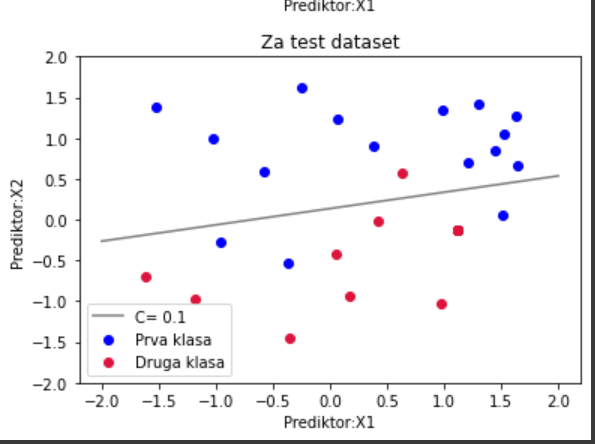 Prediktor:X1
Za test dataset
2.0
1.5
1.0
0.5
0.0
−0.5
−1.0
−1.5
−2.0
Prediktor:X2
C= 0.1
Prva klasa
Druga klasa
−2.0 −1.5 −1.0 −0.5 0.0 0.5 1.0 1.5 2.0
Prediktor:X1